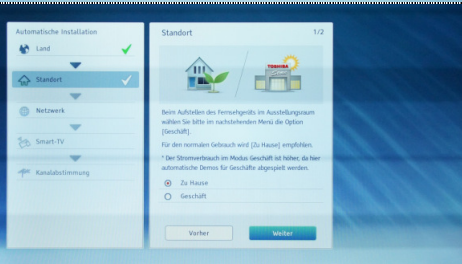 Automatische Installation
Land
Standort
Netzwerk
Smart-TV
Kanalabstimmung
Standort 1/2
TOSHIBA
Beim Aufstellen des Fernsehgeräts im Ausstellungsraum
wählen Sie bitte im nachstehenden Menü die Option
[Geschäft].
Für den normalen Gebrauch wird [Zu Hause] empfohlen.
* Der Stromverbrauch im Modus Geschäft ist höher, da hier
automatische Demos für Geschäfte abgespielt werden.
Zu Hause
Geschäft
Vorher Weiter